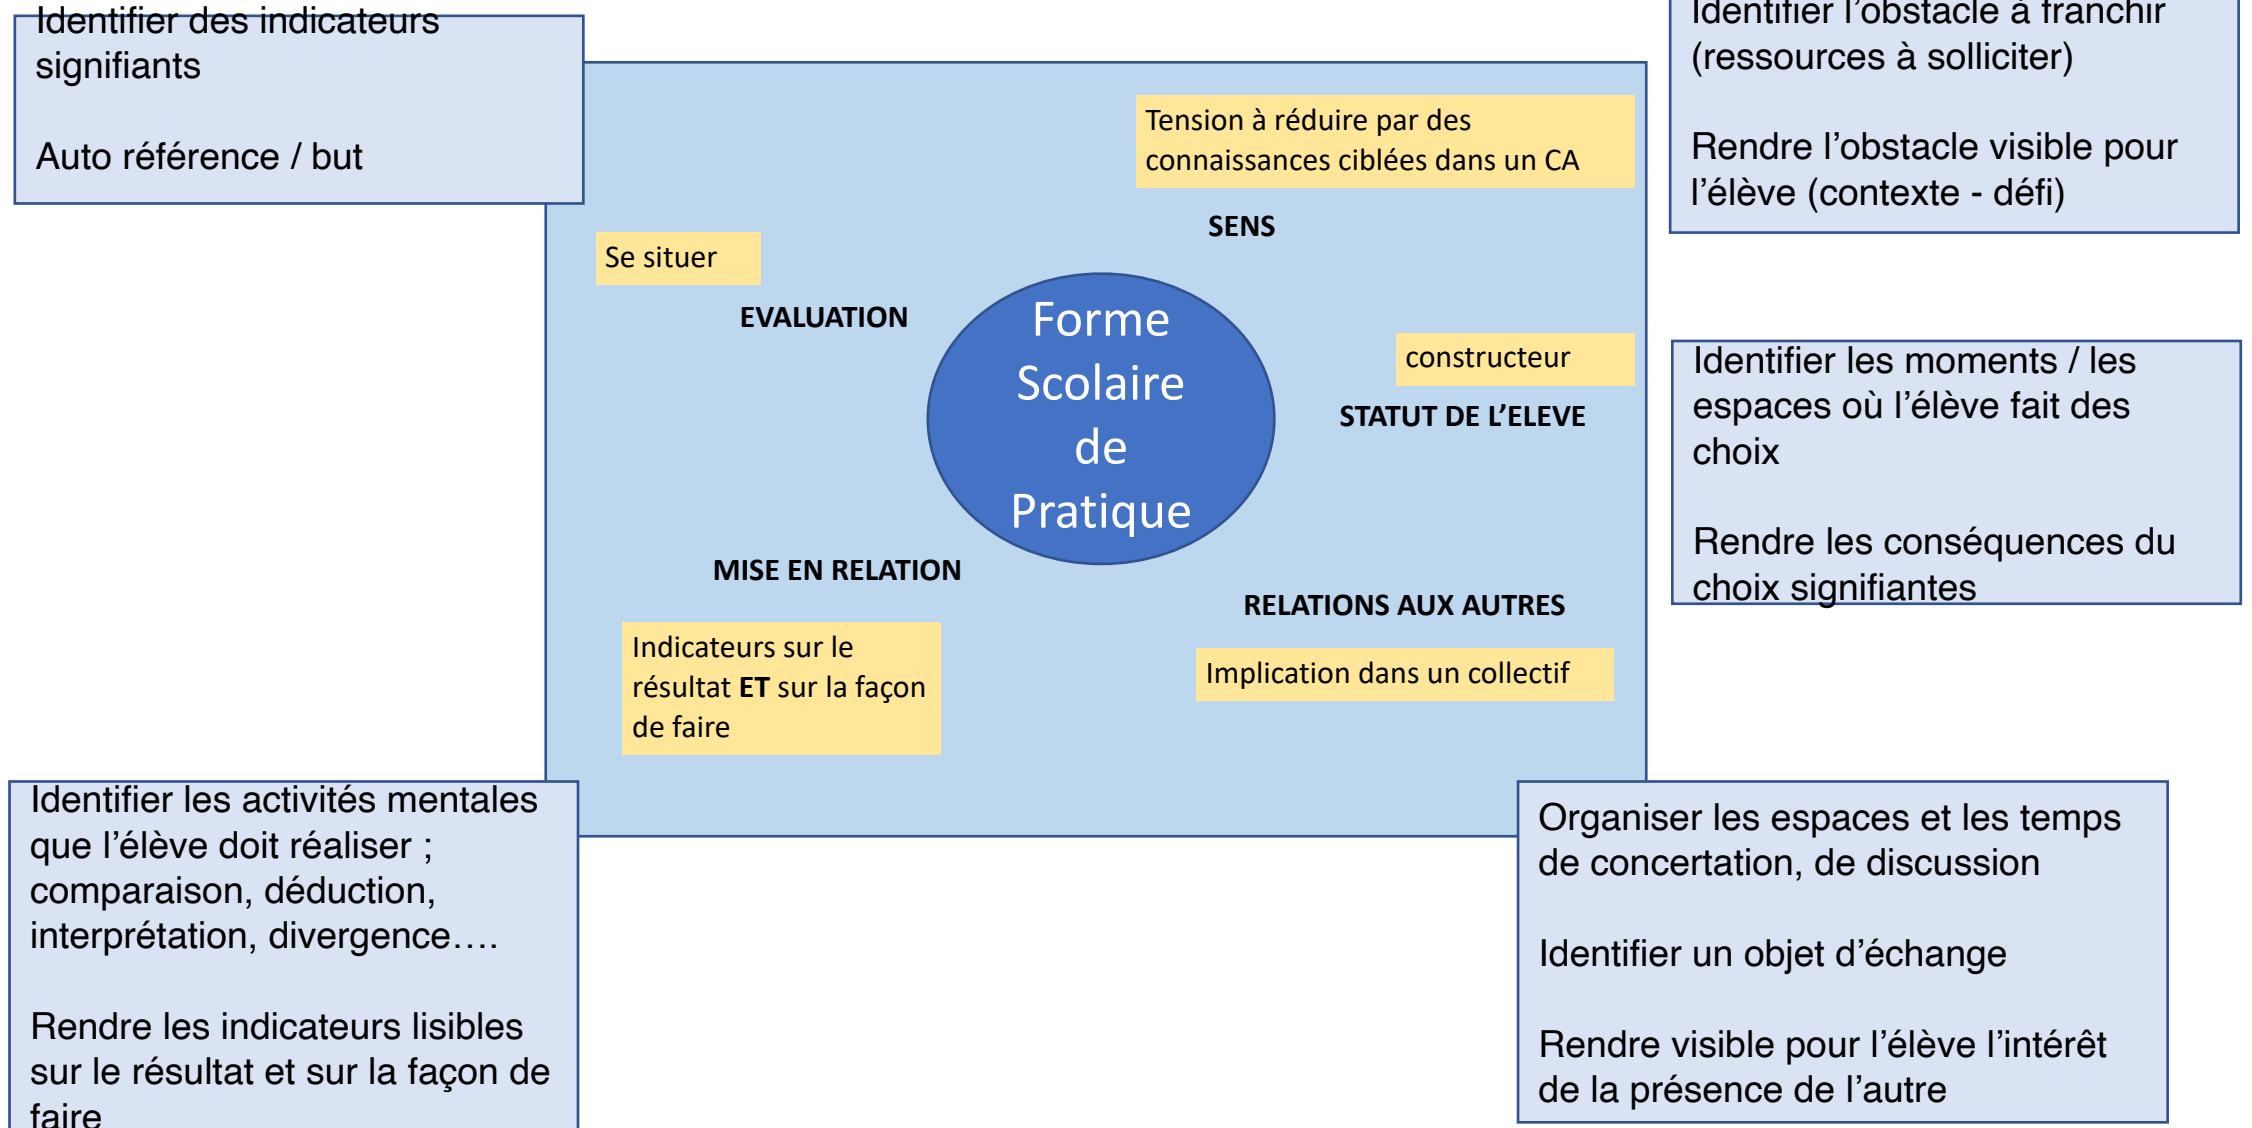 Identifier des indicateurs
signifiants
Auto référence / but
Identifier l’obstacle à franchir
(ressources à solliciter)
Rendre l’obstacle visible pour
l’élève (contexte - défi)
Tension à réduire par des
connaissances ciblées dans un CA
SENS
Se situer
EVALUATION
Forme
Scolaire
de
Pratique
constructeur
STATUT DE L’ELEVE
Identifier les moments / les
espaces où l’élève fait des
choix
Rendre les conséquences du
choix signifiantes
MISE EN RELATION
Indicateurs sur le
résultat ET sur la façon
de faire
RELATIONS AUX AUTRES
Implication dans un collectif
Identifier les activités mentales
que l’élève doit réaliser ;
comparaison, déduction,
interprétation, divergence….
Rendre les indicateurs lisibles
sur le résultat et sur la façon de
faire
Organiser les espaces et les temps
de concertation, de discussion
Identifier un objet d’échange
Rendre visible pour l’élève l’intérêt
de la présence de l’autre